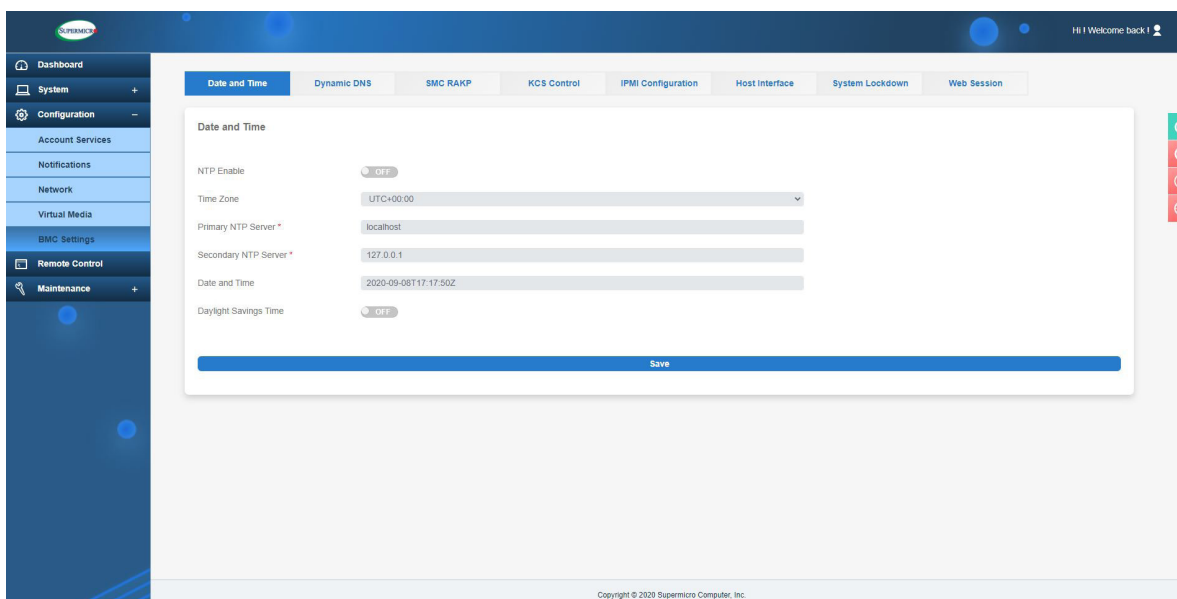 SUPERMICR
Hi ! Welcome back !
Dashboard
System +
Configuration −
Account Services
Notifications
Network
Virtual Media
BMC Settings
Remote Control
Maintenance +
Date and Time Dynamic DNS SMC RAKP KCS Control IPMI Configuration Host Interface System Lockdown Web Session
Date and Time
NTP Enable OFF
Time Zone UTC+00:00
Primary NTP Server * localhost
Secondary NTP Server * 127.0.0.1
Date and Time 2020-09-08T17:17:50Z
Daylight Savings Time OFF
Save
Copyright © 2020 Supermicro Computer, Inc.